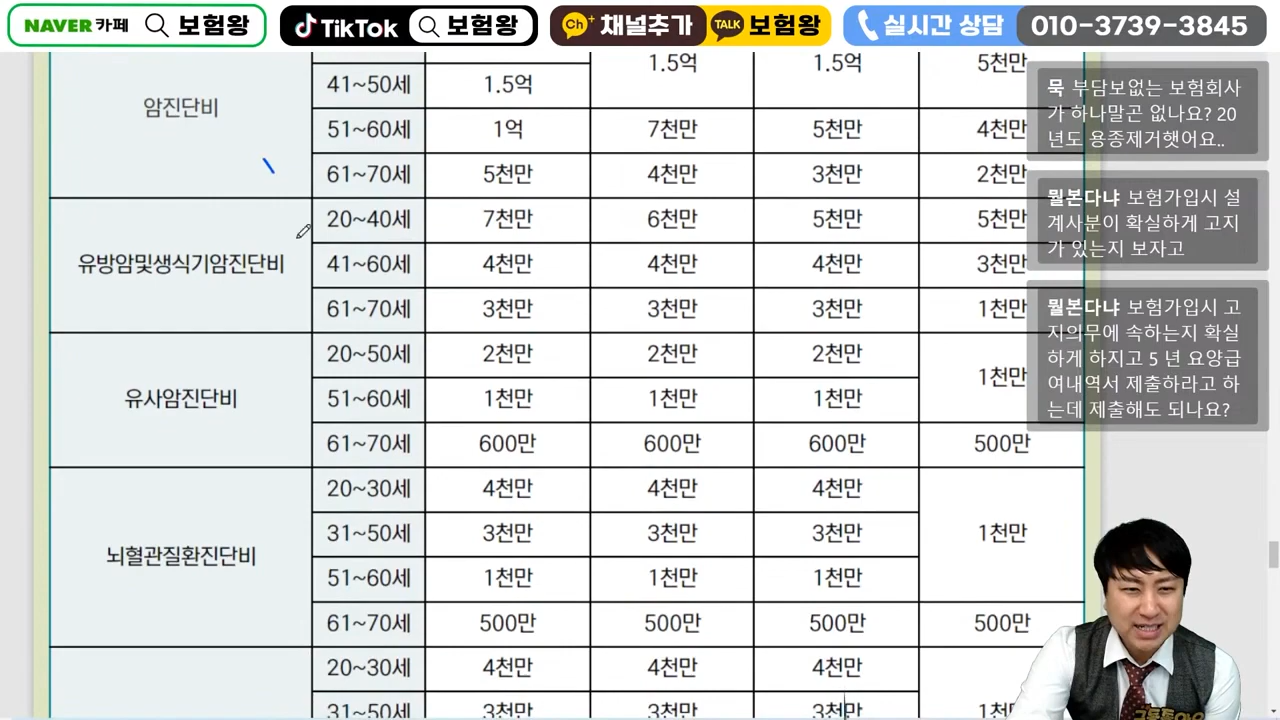 NAVER 카페 보험왕
TikTok 보험왕
Ch+ 채널추가 TALK 보험왕
실시간 상담 010-3739-3845
암진단비
1.5억 1.5억 5천만
41~50세 1.5억
51~60세 1억 7천만 5천만 4천만
61~70세 5천만 4천만 3천만 2천만
유방암및생식기암진단비
20~40세 7천만 6천만 5천만 5천만
41~60세 4천만 4천만 4천만 3천만
61~70세 3천만 3천만 3천만 1천만
유사암진단비
20~50세 2천만 2천만 2천만 1천만
51~60세 1천만 1천만 1천만
61~70세 600만 600만 600만 500만
뇌혈관질환진단비
20~30세 4천만 4천만 4천만
31~50세 3천만 3천만 3천만 1천만
51~60세 1천만 1천만 1천만
61~70세 500만 500만 500만 500만
20~30세 4천만 4천만 4천만
31~50세 3천만 3천만 3천만
묵 부담보없는 보험회사
가 하나말곤 없나요? 20
년도 용종제거햇어요..
뭘본다냐 보험가입시 설
계사분이 확실하게 고지
가 있는지 보자고
뭘본다냐 보험가입시 고
지의무에 속하는지 확실
하게 하지고 5 년 요양급
여내역서 제출하라고 하
는데 제출해도 되나요?